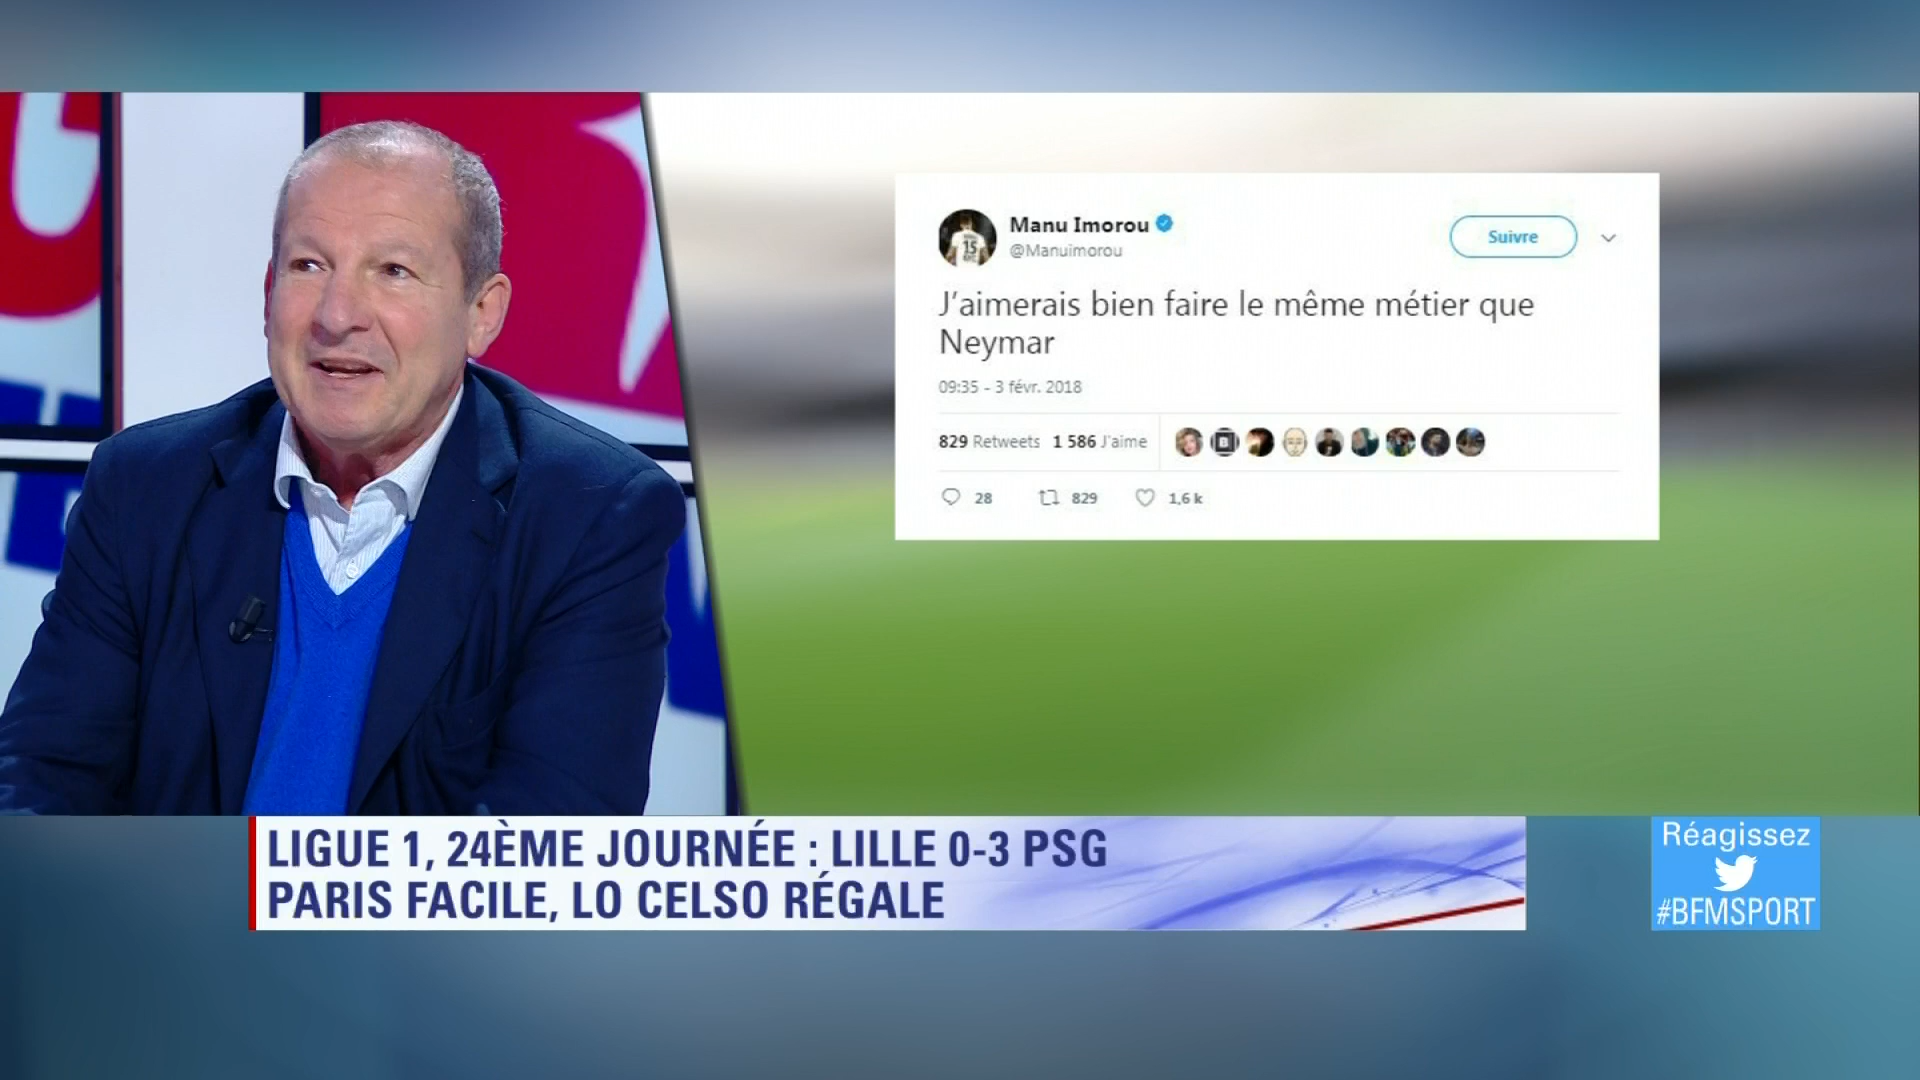 Manu Imorou
@Manuimorou
Suivre
J'aimerais bien faire le même métier que
Neymar
09:35 - 3 févr. 2018
829 Retweets 1 586 J'aime
28 829 1,6 k
LIGUE 1, 24ÈME JOURNÉE : LILLE 0-3 PSG
PARIS FACILE, LO CELSO RÉGALE
Réagissez
#BFMSPORT